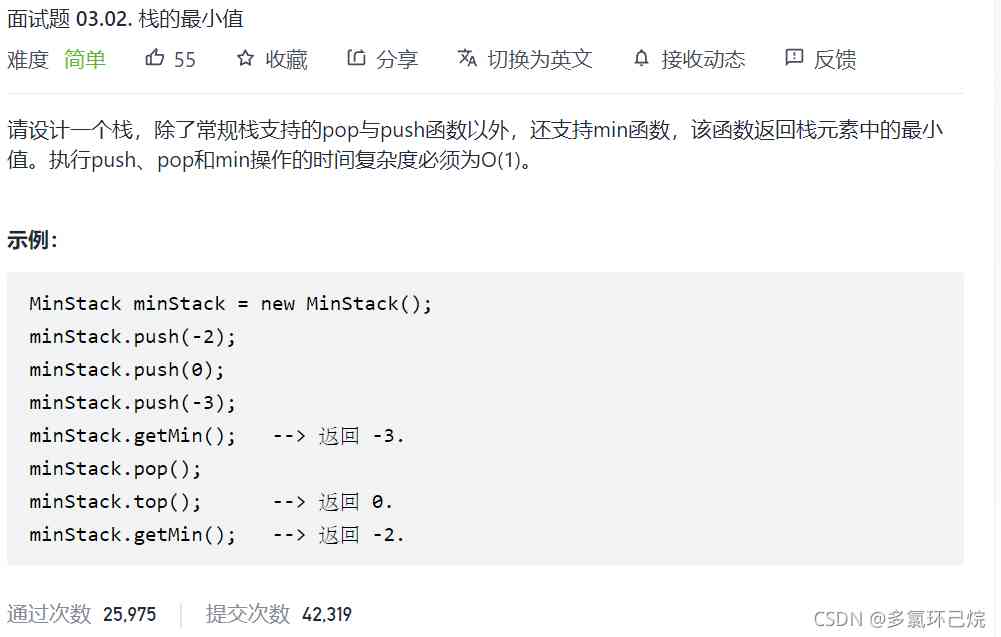 面试题 03.02. 栈的最小值
难度 简单 55 收藏 分享 切换为英文 接收动态 反馈
请设计一个栈，除了常规栈支持的pop与push函数以外，还支持min函数，该函数返回栈元素中的最小
值。执行push、pop和min操作的时间复杂度必须为O(1)。
示例：
MinStack minStack = new MinStack();
minStack.push(-2);
minStack.push(0);
minStack.push(-3);
minStack.getMin();   --> 返回 -3.
minStack.pop();
minStack.top();      --> 返回 0.
minStack.getMin();   --> 返回 -2.
通过次数 25,975 提交次数 42,319
CSDN @多氯环己烷